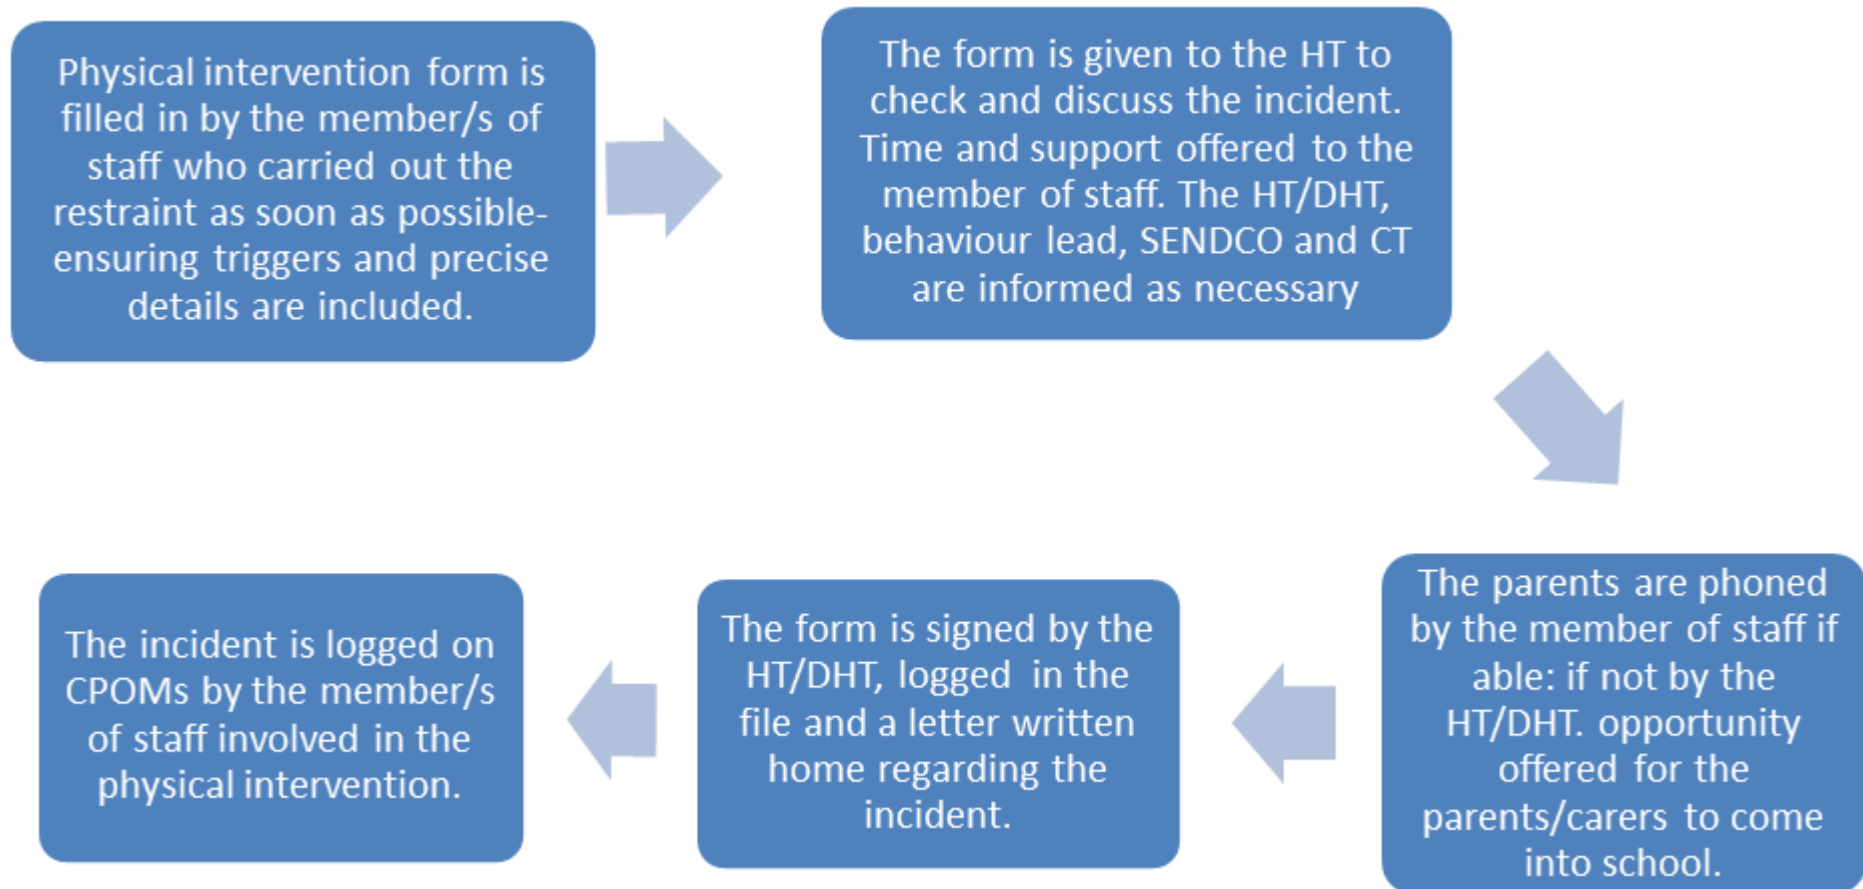 Physical intervention form is
filled in by the member/s of
staff who carried out the
restraint as soon as possible-
ensuring triggers and precise
details are included.
The form is given to the HT to
check and discuss the incident.
Time and support offered to the
member of staff. The HT/DHT,
behaviour lead, SENDCO and CT
are informed as necessary
The parents are phoned
by the member of staff if
able: if not by the
HT/DHT. opportunity
offered for the
parents/carers to come
into school.
The form is signed by the
HT/DHT, logged in the
file and a letter written
home regarding the
incident.
The incident is logged on
CPOMs by the member/s
of staff involved in the
physical intervention.